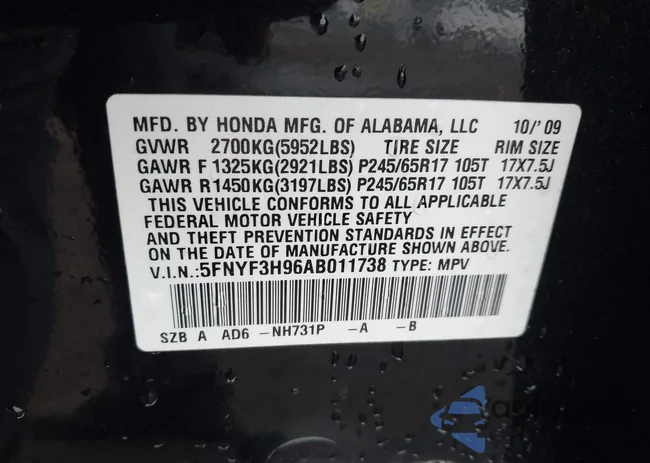 MFD. BY HONDA MFG. OF ALABAMA, LLC 10/'09
GVWR 2700KG(5952LBS) TIRE SIZE RIM SIZE
GAWR F 1325KG(2921LBS) P245/65R17 105T 17X7.5J
GAWR R1450KG(3197LBS) P245/65R17 105T 17X7.5J
THIS VEHICLE CONFORMS TO ALL APPLICABLE
FEDERAL MOTOR VEHICLE SAFETY
AND THEFT PREVENTION STANDARDS IN EFFECT
ON THE DATE OF MANUFACTURE SHOWN ABOVE.
V.I.N.:5FNYF3H96AB011738 TYPE: MPV
SZB A AD6 -NH731P -A -B